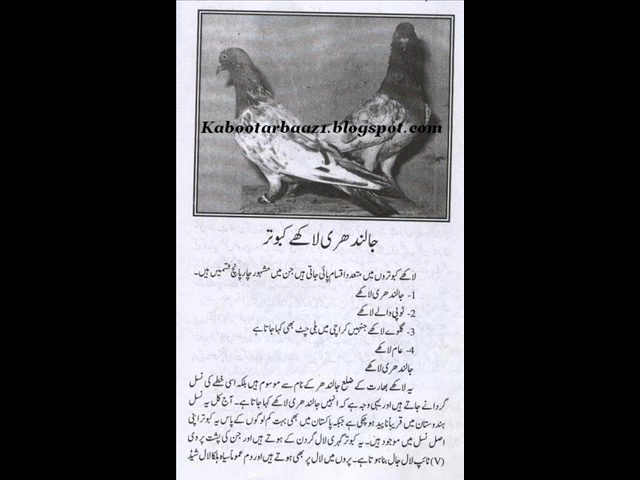 Kabootarbaaz1.blogspot.com
جالندھری لاکھے کبوتر
لاکھے کبوتروں میں متعدد اقسام پائی جاتی ہیں جن میں مشہور چار پانچ قسمیں ہیں۔
1- جالندھری لاکھے
2- ٹوپی والے لاکھے
3- گلوے لاکھے جنہیں کراچی میں بلی چٹ بھی کہا جاتا ہے
4- عام لاکھے
جالندھری لاکھے
یہ لاکھے بھارت کے ضلع جالندھر کے نام سے موسوم ہیں بلکہ اسی خطے کی نسل
گردانے جاتے ہیں اور یہی وجہ ہے کہ انہیں جالندھری لاکھے کہا جاتا ہے۔ آج کل یہ نسل
ہندوستان میں قریباً ناپید ہو چکی ہے جبکہ پاکستان میں بھی بہت کم لوگوں کے پاس یہ کبوتر اپنی
اصل نسل میں موجود ہیں۔ یہ کبوتر گہری لال گردن کے ہوتے ہیں اور جن کی پشت پر وی
(V) ٹائپ لال جال بنا ہوتا ہے۔ پروں میں لال پر بھی ہوتے ہیں اور دم عموماً سیاہ ہلکا لال شیڈ